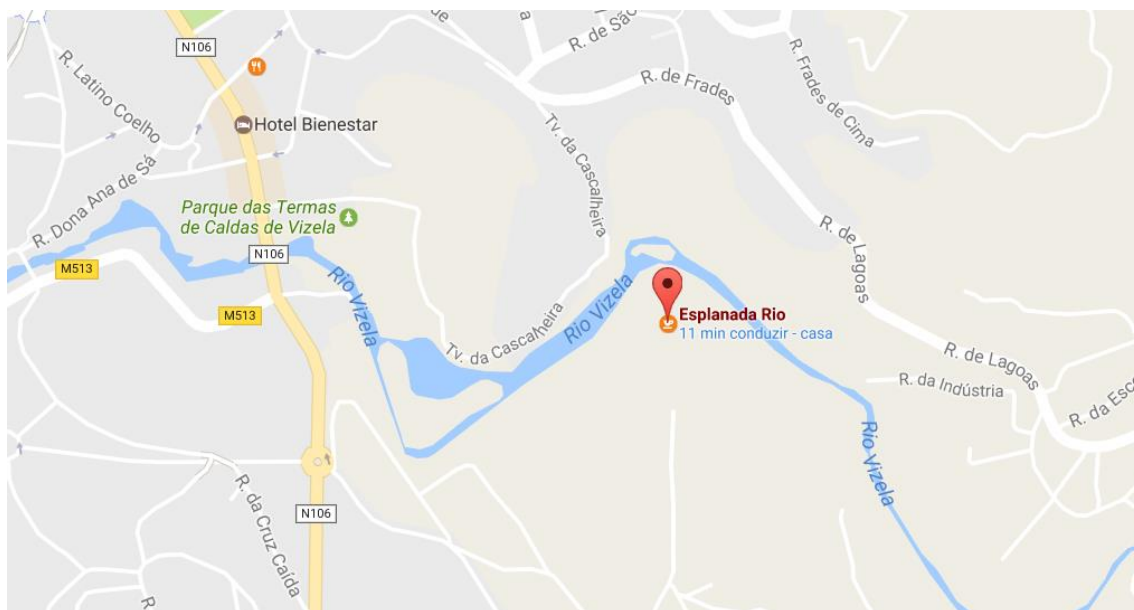 N106
R. de São
R. Latino Coelho
Hotel Bienestar
R. de Frades
R. Frades de Cima
Tv. da Cascalheira
R. Dona Ana de Sá
Parque das Termas
de Caldas de Vizela
R. de Lagoas
N106
M513
Rio Vizela
Rio Vizela
M513
Esplanada Rio
11 min conduzir - casa
Tv. da Cascalheira
R. de Lagoas
R. da Indústria
R. da Esco
Rio Vizela
N106
R. da Cruz Caída
R.